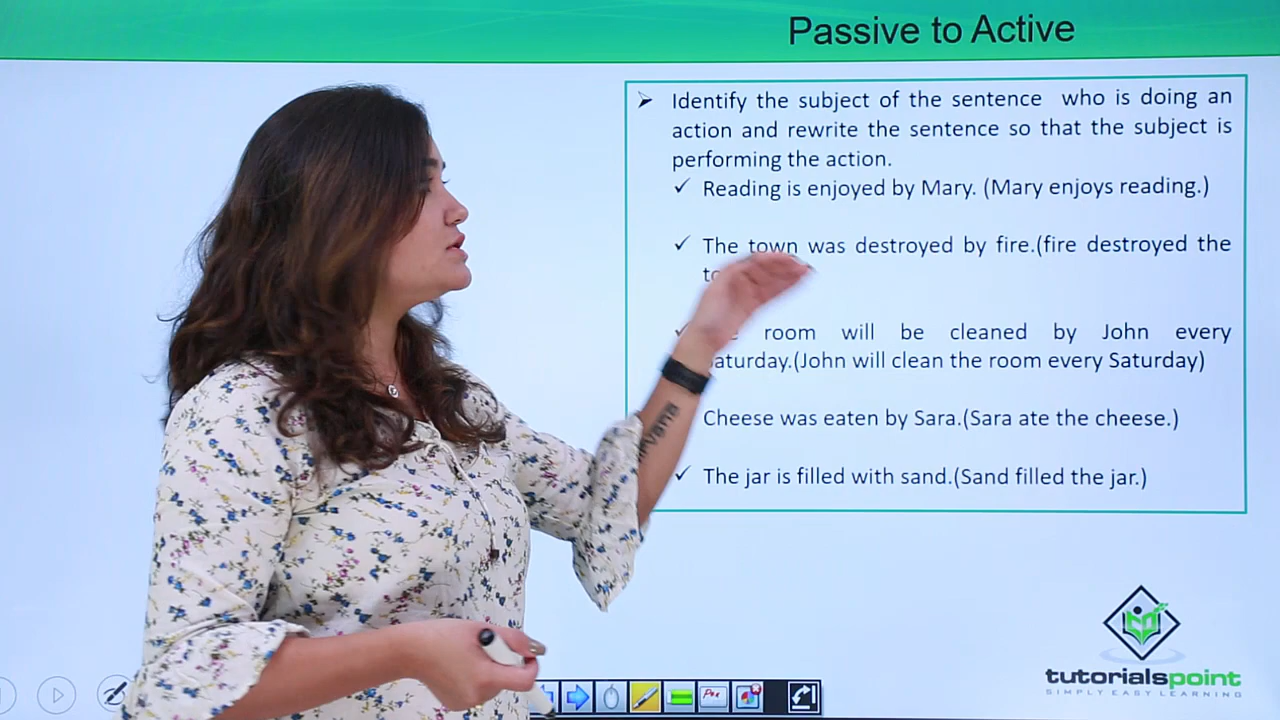 Passive to Active
Identify the subject of the sentence who is doing an
action and rewrite the sentence so that the subject is
performing the action.
Reading is enjoyed by Mary. (Mary enjoys reading.)
The town was destroyed by fire.(fire destroyed the
room will be cleaned by John every
aturday.(John will clean the room every Saturday)
Cheese was eaten by Sara.(Sara ate the cheese.)
The jar is filled with sand.(Sand filled the jar.)
tutorialspoint
SIMPLY EASY LEARNING